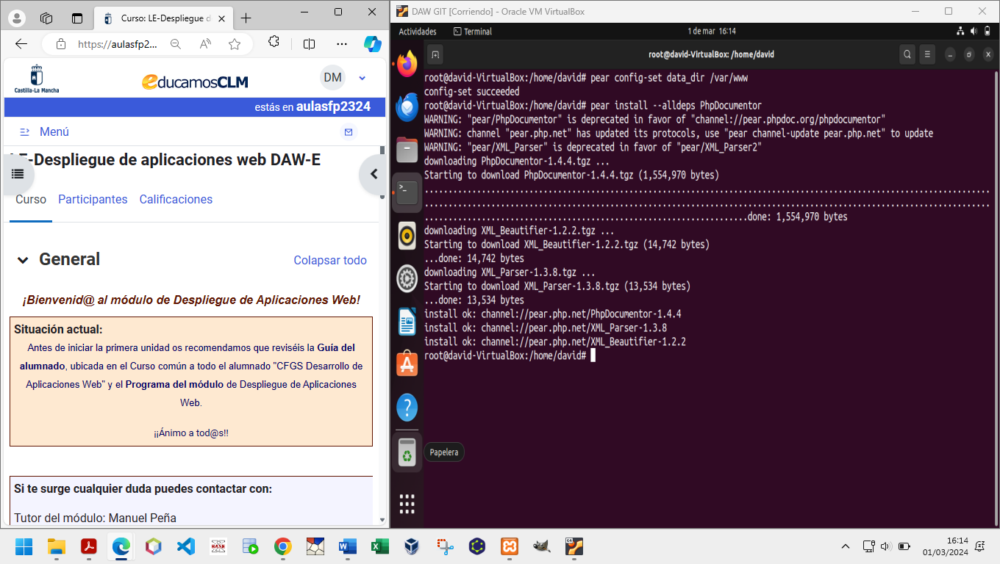 Curso: LE-Despliegue d
https://aulasfp2...
Castilla-La Mancha
educamosCLM
DM
estás en aulasfp2324
Menú
LE-Despliegue de aplicaciones web DAW-E
Curso Participantes Calificaciones
General
Colapsar todo
¡Bienvenid@ al módulo de Despliegue de Aplicaciones Web!
Situación actual:
Antes de iniciar la primera unidad os recomendamos que reviséis la Guía del
alumnado, ubicada en el Curso común a todo el alumnado "CFGS Desarrollo de
Aplicaciones Web" y el Programa del módulo de Despliegue de Aplicaciones
Web.
¡¡Ánimo a tod@s!!
Si te surge cualquier duda puedes contactar con:
Tutor del módulo: Manuel Peña
DAW GIT [Corriendo] - Oracle VM VirtualBox
Actividades Terminal 1 de mar 16:14
root@david-VirtualBox: /home/david
root@david-VirtualBox:/home/david# pear config-set data_dir /var/www
config-set succeeded
root@david-VirtualBox:/home/david# pear install --alldeps PhpDocumentor
WARNING: "pear/PhpDocumentor" is deprecated in favor of "channel://pear.phpdoc.org/phpdocumentor"
WARNING: channel "pear.php.net" has updated its protocols, use "pear channel-update pear.php.net" to update
WARNING: "pear/XML_Parser" is deprecated in favor of "pear/XML_Parser2"
downloading PhpDocumentor-1.4.4.tgz ...
Starting to download PhpDocumentor-1.4.4.tgz (1,554,970 bytes)
.......................................................................................................................
.......................................................................................................................
....................................................................done: 1,554,970 bytes
downloading XML_Beautifier-1.2.2.tgz ...
Starting to download XML_Beautifier-1.2.2.tgz (14,742 bytes)
...done: 14,742 bytes
downloading XML_Parser-1.3.8.tgz ...
Starting to download XML_Parser-1.3.8.tgz (13,534 bytes)
...done: 13,534 bytes
install ok: channel://pear.php.net/PhpDocumentor-1.4.4
install ok: channel://pear.php.net/XML_Parser-1.3.8
install ok: channel://pear.php.net/XML_Beautifier-1.2.2
root@david-VirtualBox:/home/david#
Papelera
16:14
01/03/2024